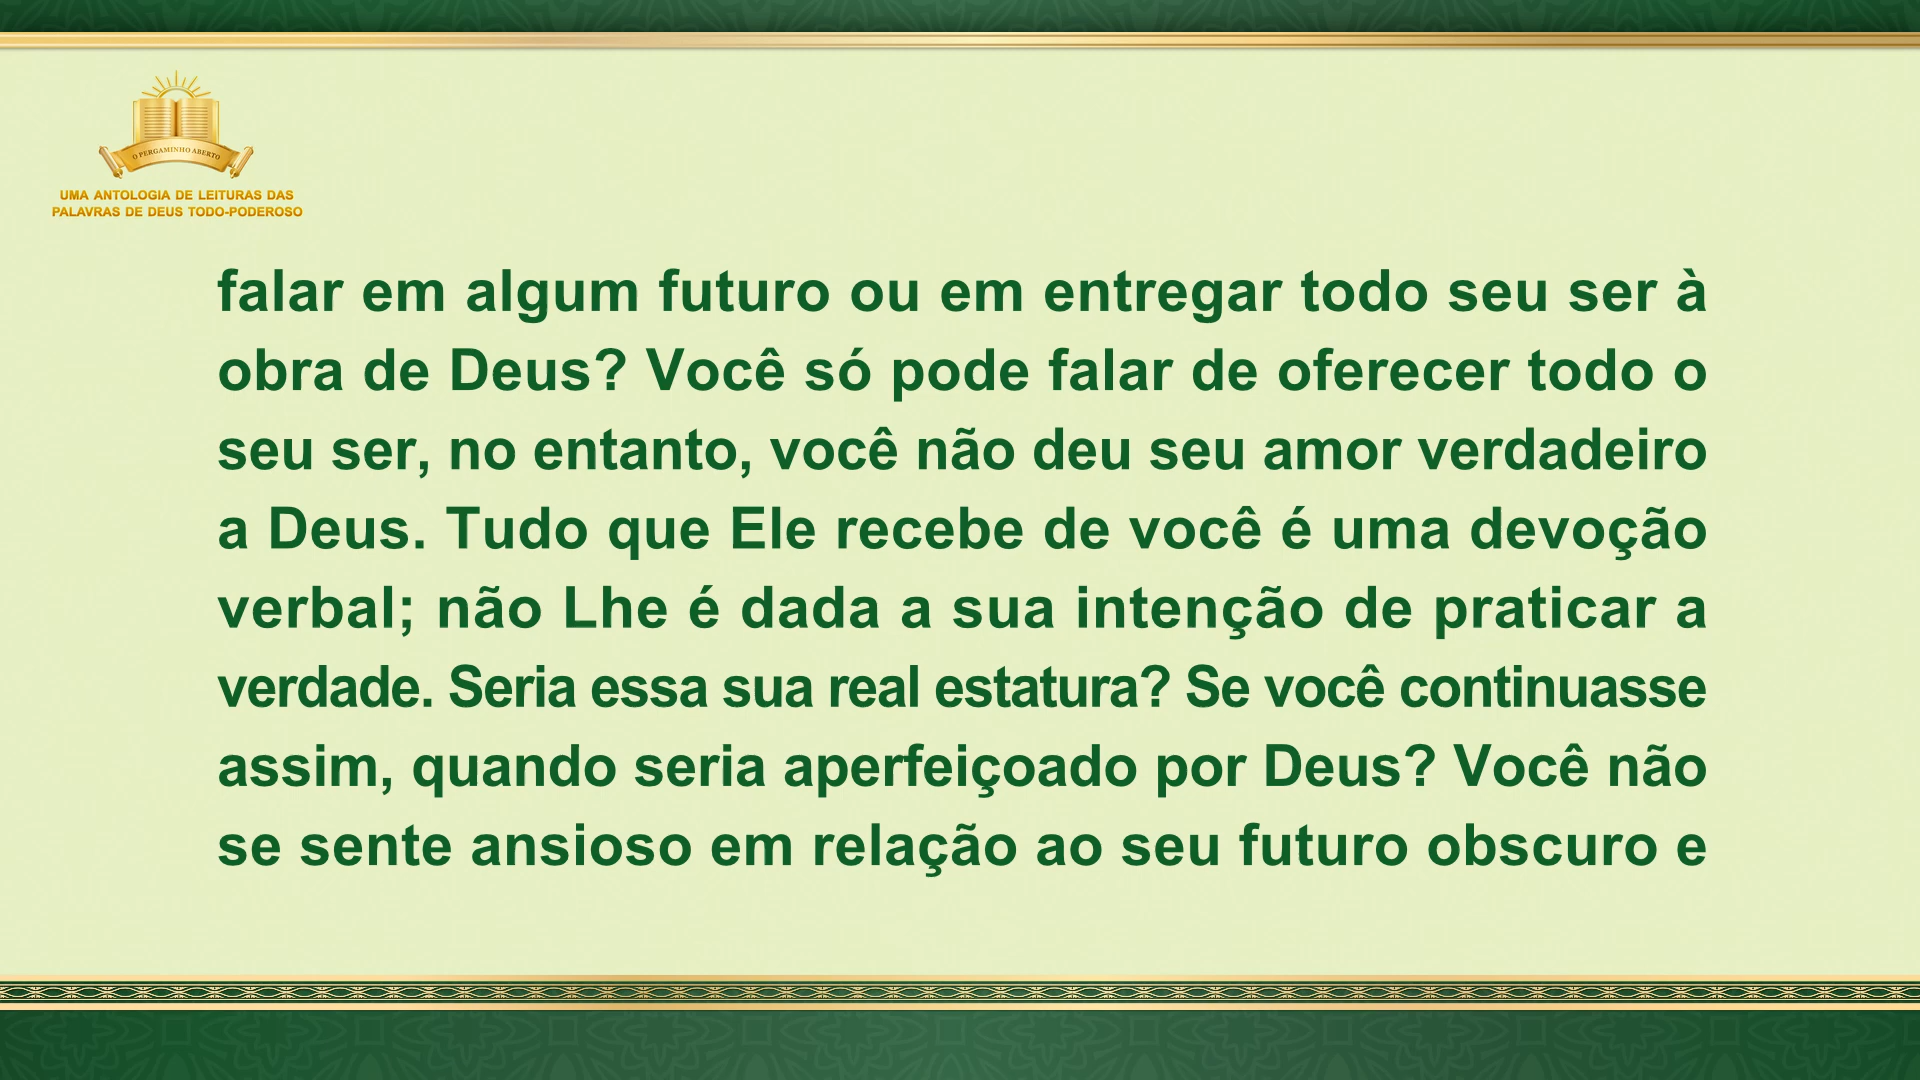 O PERGAMINHO ABERTO
UMA ANTOLOGIA DE LEITURAS DAS
PALAVRAS DE DEUS TODO-PODEROSO
falar em algum futuro ou em entregar todo seu ser à
obra de Deus? Você só pode falar de oferecer todo o
seu ser, no entanto, você não deu seu amor verdadeiro
a Deus. Tudo que Ele recebe de você é uma devoção
verbal; não Lhe é dada a sua intenção de praticar a
verdade. Seria essa sua real estatura? Se você continuasse
assim, quando seria aperfeiçoado por Deus? Você não
se sente ansioso em relação ao seu futuro obscuro e